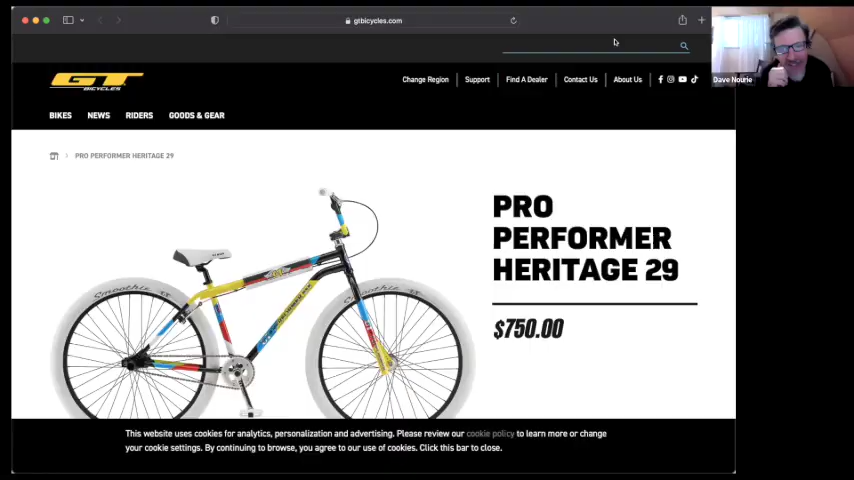 gtbicycles.com
GT
BICYCLES
Change Region
Support
Find A Dealer
Contact Us
About Us
Dave Nourie
BIKES
NEWS
RIDERS
GOODS & GEAR
PRO PERFORMER HERITAGE 29
PRO
PERFORMER
HERITAGE 29
$750.00
Smoothie
Smoothie
This website uses cookies for analytics, personalization and advertising. Please review our cookie policy to learn more or change
your cookie settings. By continuing to browse, you agree to our use of cookies. Click this bar to close.